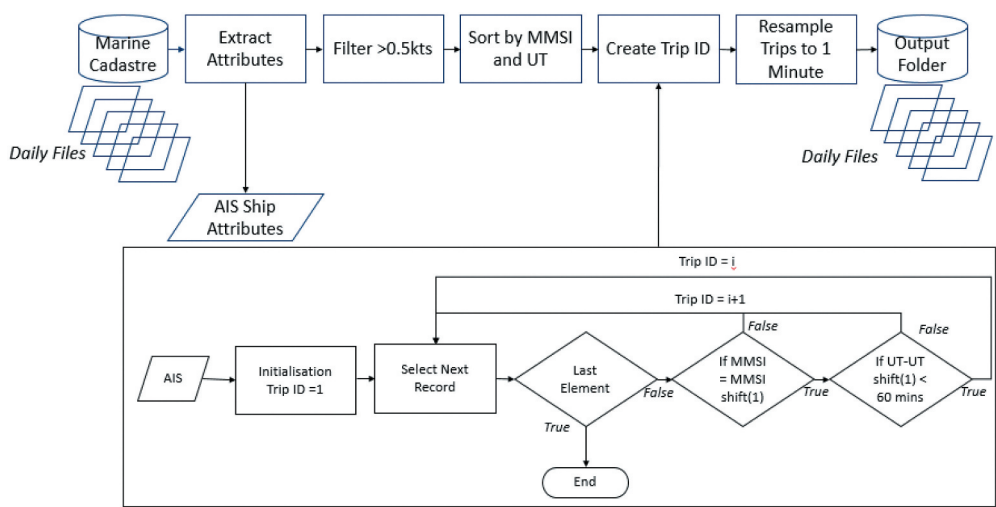 Marine
Cadastre
Extract
Attributes
Filter >0.5kts
Sort by MMSI
and UT
Create Trip ID
Resample
Trips to 1
Minute
Output
Folder
Daily Files
Daily Files
AIS Ship
Attributes
Trip ID = i
Trip ID = i+1
False
False
AIS
Initialisation
Trip ID =1
Select Next
Record
Last
Element
False
True
If MMSI
= MMSI
shift(1)
True
If UT-UT
shift(1) <
60 mins
True
End